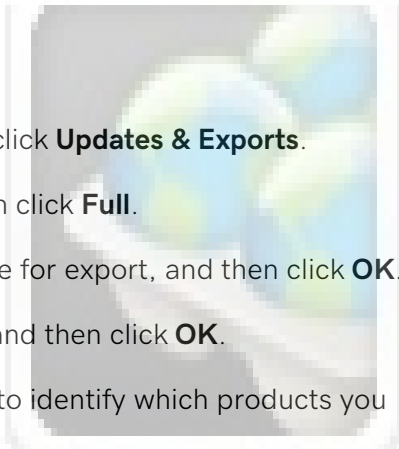 click Updates & Exports.
click Full.
for export, and then click OK.
and then click OK.
to identify which products you